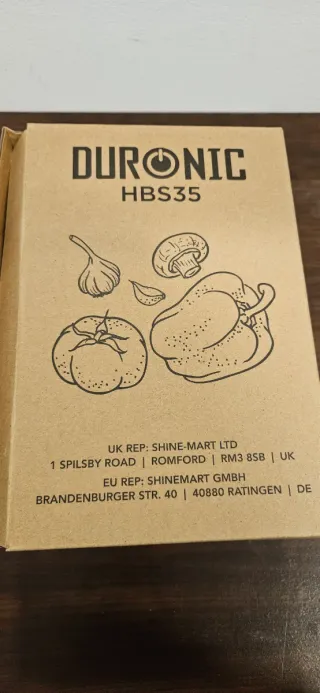 DURONIC
HBS35
UK REP: SHINE-MART LTD
1 SPILSBY ROAD | ROMFORD | RM3 8SB | UK
EU REP: SHINEMART GMBH
BRANDENBURGER STR. 40 | 40880 RATINGEN | DE